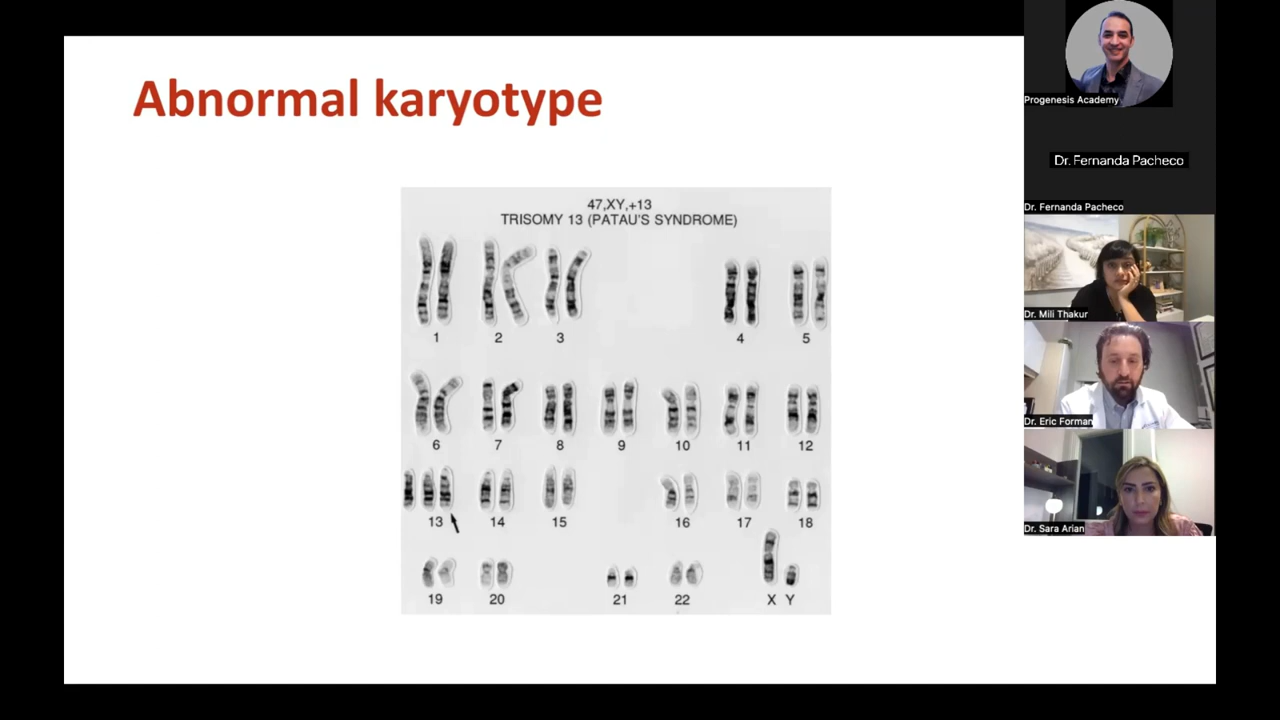 Abnormal karyotype
47,XY,+13
TRISOMY 13 (PATAU'S SYNDROME)
1 2 3 4 5
6 7 8 9 10 11 12
13 14 15 16 17 18
19 20 21 22 X Y
Progenesis Academy
Dr. Fernanda Pacheco
Dr. Fernanda Pacheco
Dr. Mili Thakur
Dr. Eric Forman
Dr. Sara Arian